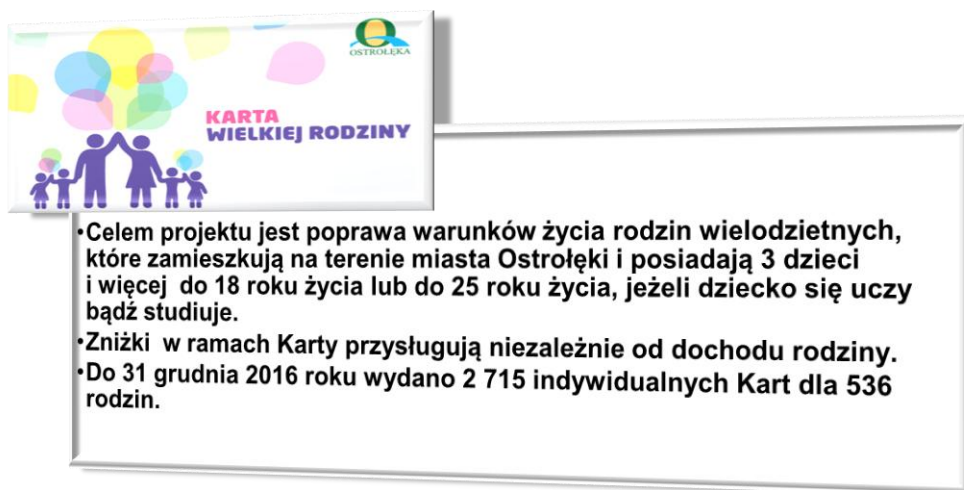 OSTROŁĘKA
KARTA
WIELKIEJ RODZINY
•Celem projektu jest poprawa warunków życia rodzin wielodzietnych,
które zamieszkują na terenie miasta Ostrołęki i posiadają 3 dzieci
i więcej do 18 roku życia lub do 25 roku życia, jeżeli dziecko się uczy
bądź studiuje.
•Zniżki w ramach Karty przysługują niezależnie od dochodu rodziny.
•Do 31 grudnia 2016 roku wydano 2 715 indywidualnych Kart dla 536
rodzin.